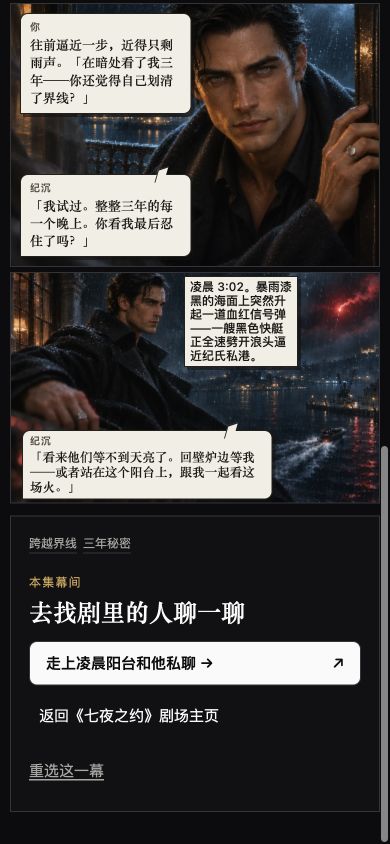 你
往前逼近一步，近得只剩
雨声。「在暗处看了我三
年——你还觉得自己划清
了界线？」
纪沉
「我试过。整整三年的每
一个晚上。你看我最后忍
住了吗？」
凌晨 3:02。暴雨漆
黑的海面上突然升
起一道血红信号弹
——一艘黑色快艇
正全速劈开浪头逼
近纪氏私港。
纪沉
「看来他们等不到天亮了。回壁炉边等我
——或者站在这个阳台上，跟我一起看这
场火。」
跨越界线 三年秘密
本集幕间
去找剧里的人聊一聊
走上凌晨阳台和他私聊 → ↗
返回《七夜之约》剧场主页
重选这一幕